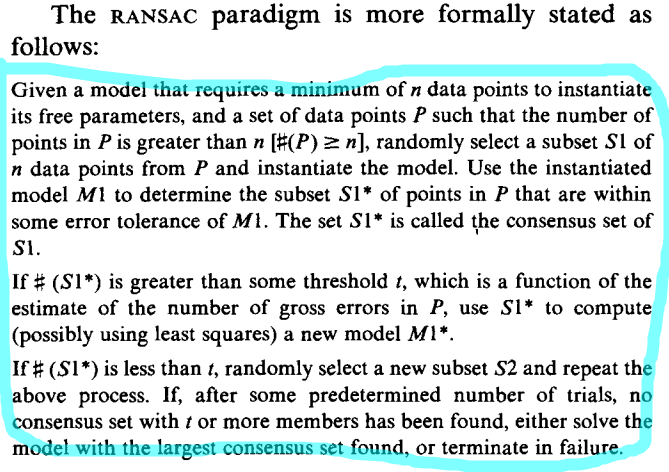 The RANSAC paradigm is more formally stated as
follows:
Given a model that requires a minimum of n data points to instantiate
its free parameters, and a set of data points P such that the number of
points in P is greater than n [♯(P) ≥ n], randomly select a subset S1 of
n data points from P and instantiate the model. Use the instantiated
model M1 to determine the subset S1* of points in P that are within
some error tolerance of M1. The set S1* is called the consensus set of
S1.
If ♯ (S1*) is greater than some threshold t, which is a function of the
estimate of the number of gross errors in P, use S1* to compute
(possibly using least squares) a new model M1*.
If ♯ (S1*) is less than t, randomly select a new subset S2 and repeat the
above process. If, after some predetermined number of trials, no
consensus set with t or more members has been found, either solve the
model with the largest consensus set found, or terminate in failure.